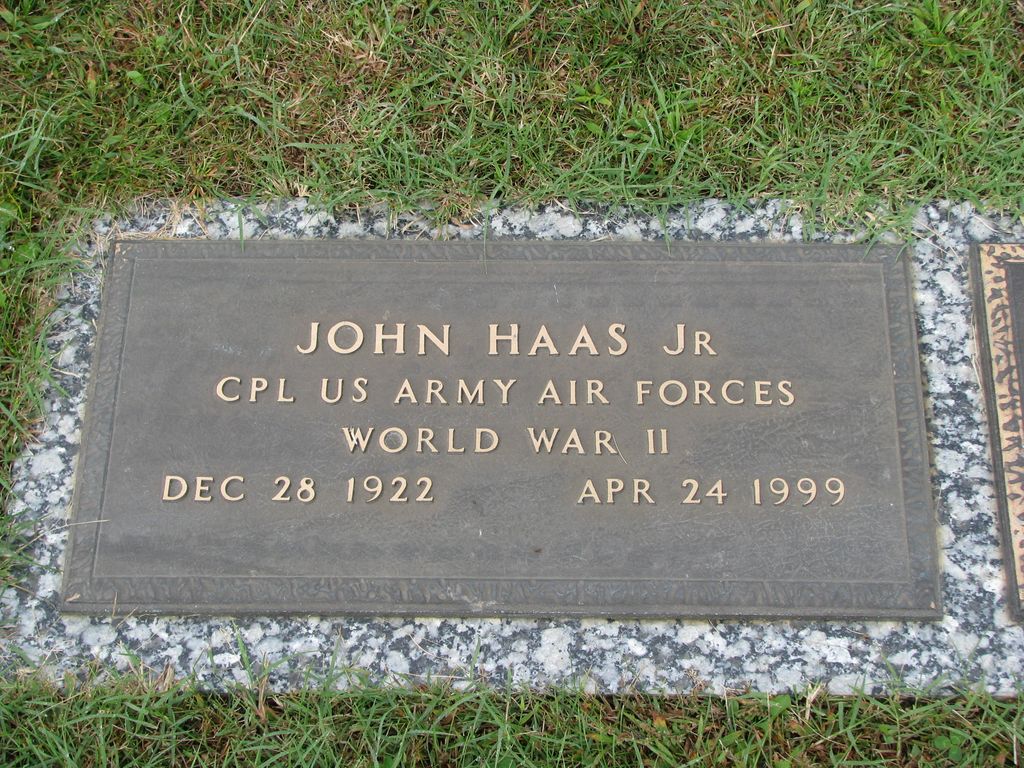 JOHN HAAS JR
CPL US ARMY AIR FORCES
WORLD WAR II
DEC 28 1922 APR 24 1999